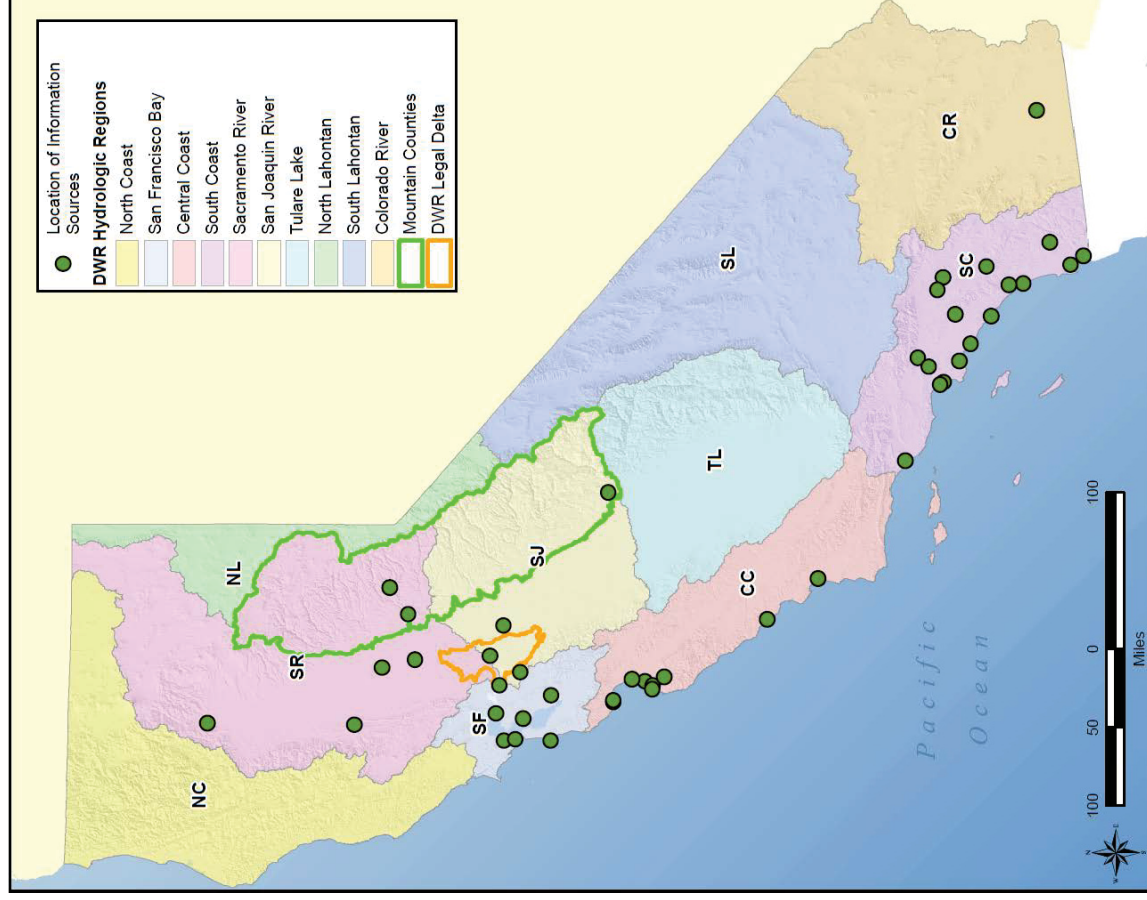 Location of Information
Sources
DWR Hydrologic Regions
North Coast
San Francisco Bay
Central Coast
South Coast
Sacramento River
San Joaquin River
Tulare Lake
North Lahontan
South Lahontan
Colorado River
Mountain Counties
DWR Legal Delta
NC
SR
NL
SF
SJ
CC
TL
SL
SC
CR
Pacific
Ocean
100 50 0 100
Miles
N
W E
S